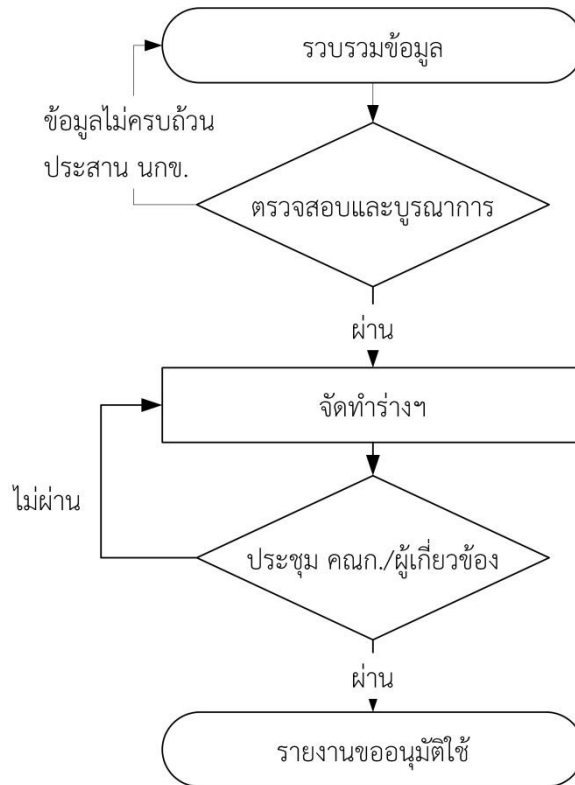 รวบรวมข้อมูล
ข้อมูลไม่ครบถ้วน
ประสาน นกข.
ตรวจสอบและบูรณาการ
ผ่าน
จัดทำร่างฯ
ไม่ผ่าน
ประชุม คณก./ผู้เกี่ยวข้อง
ผ่าน
รายงานขออนุมัติใช้